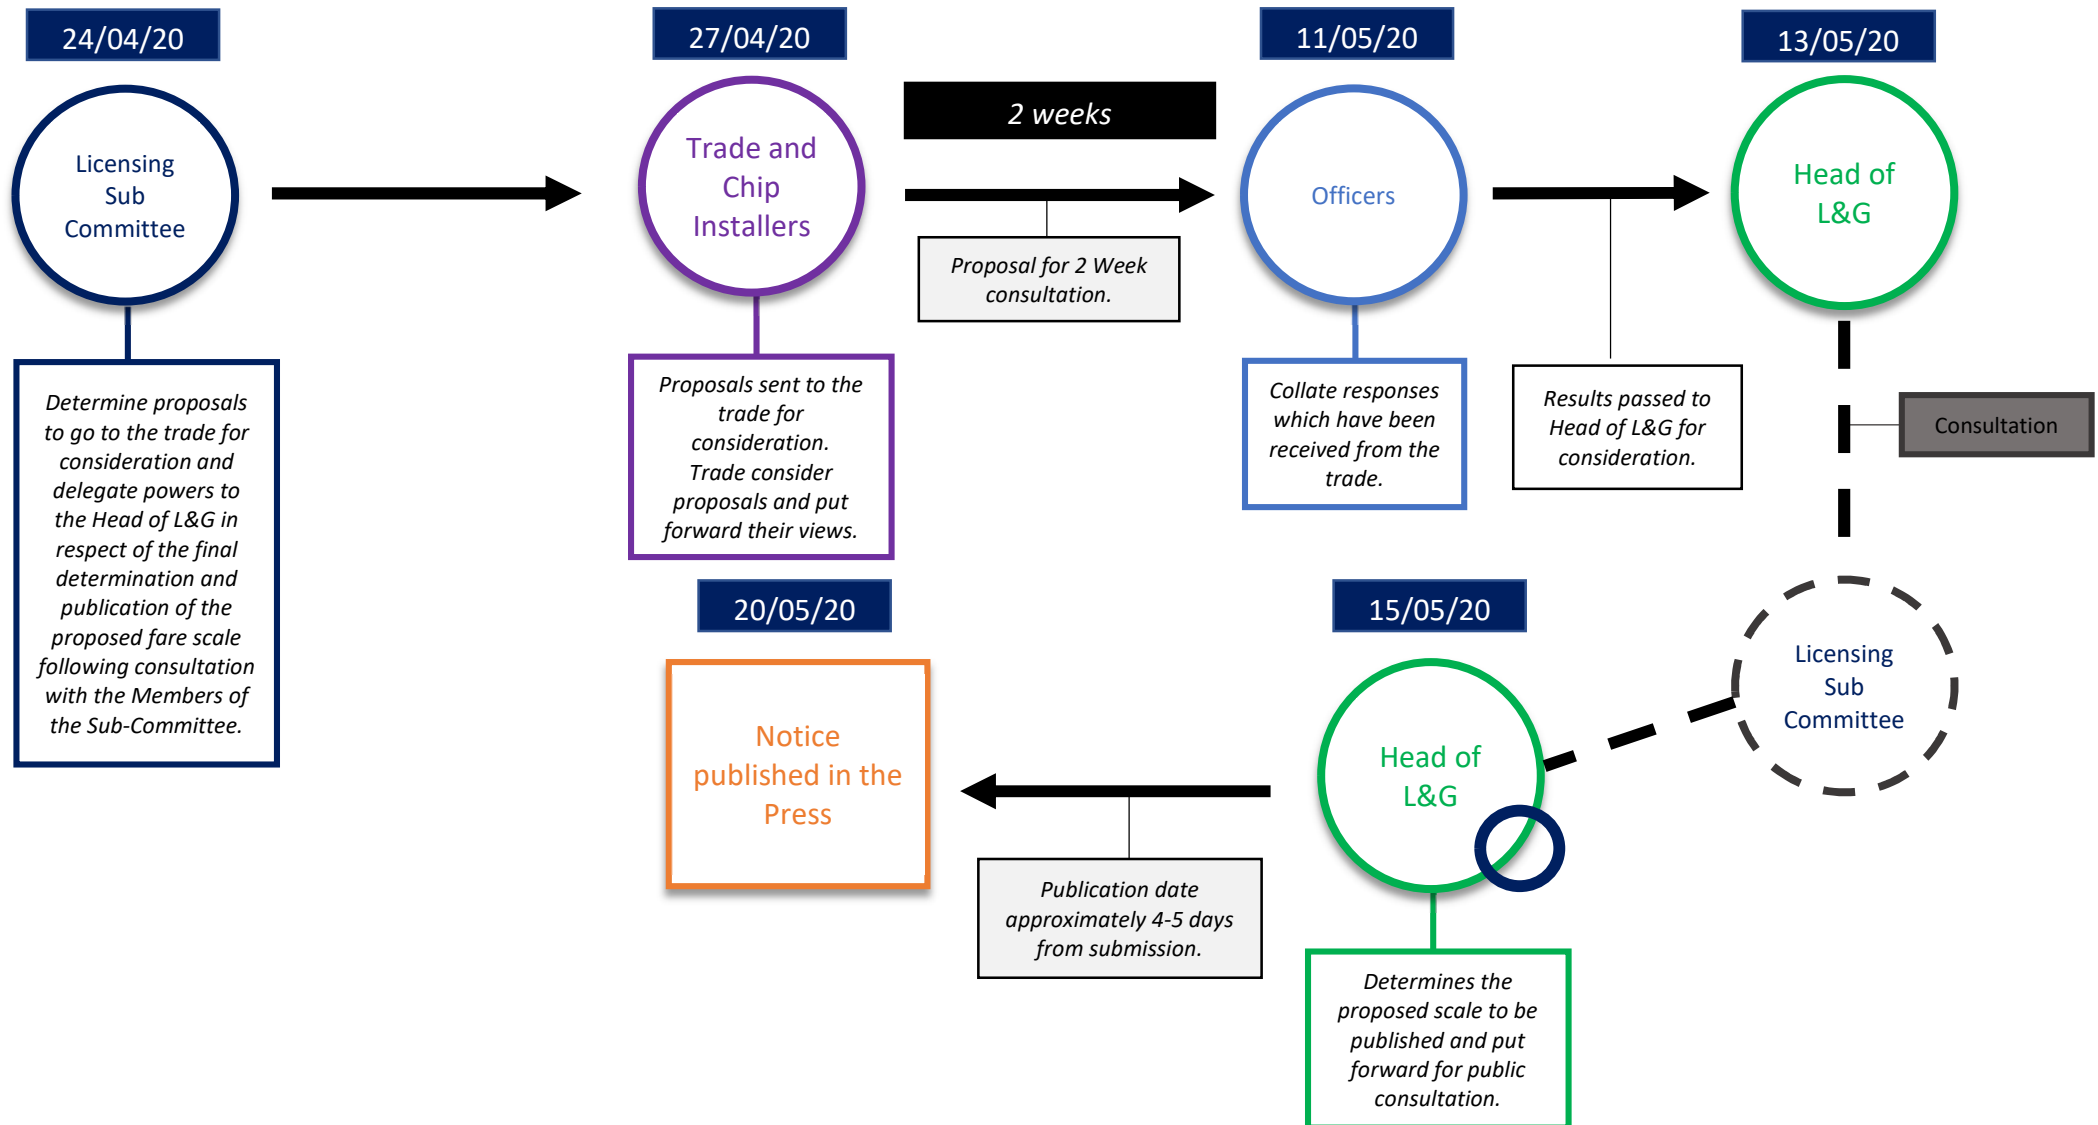 24/04/20
Licensing
Sub
Committee
Determine proposals
to go to the trade for
consideration and
delegate powers to
the Head of L&G in
respect of the final
determination and
publication of the
proposed fare scale
following consultation
with the Members of
the Sub-Committee.
27/04/20
Trade and
Chip
Installers
Proposals sent to the
trade for
consideration.
Trade consider
proposals and put
forward their views.
2 weeks
Proposal for 2 Week
consultation.
11/05/20
Officers
Collate responses
which have been
received from the
trade.
Results passed to
Head of L&G for
consideration.
13/05/20
Head of
L&G
Consultation
Licensing
Sub
Committee
15/05/20
Head of
L&G
Determines the
proposed scale to be
published and put
forward for public
consultation.
Publication date
approximately 4-5 days
from submission.
20/05/20
Notice
published in the
Press